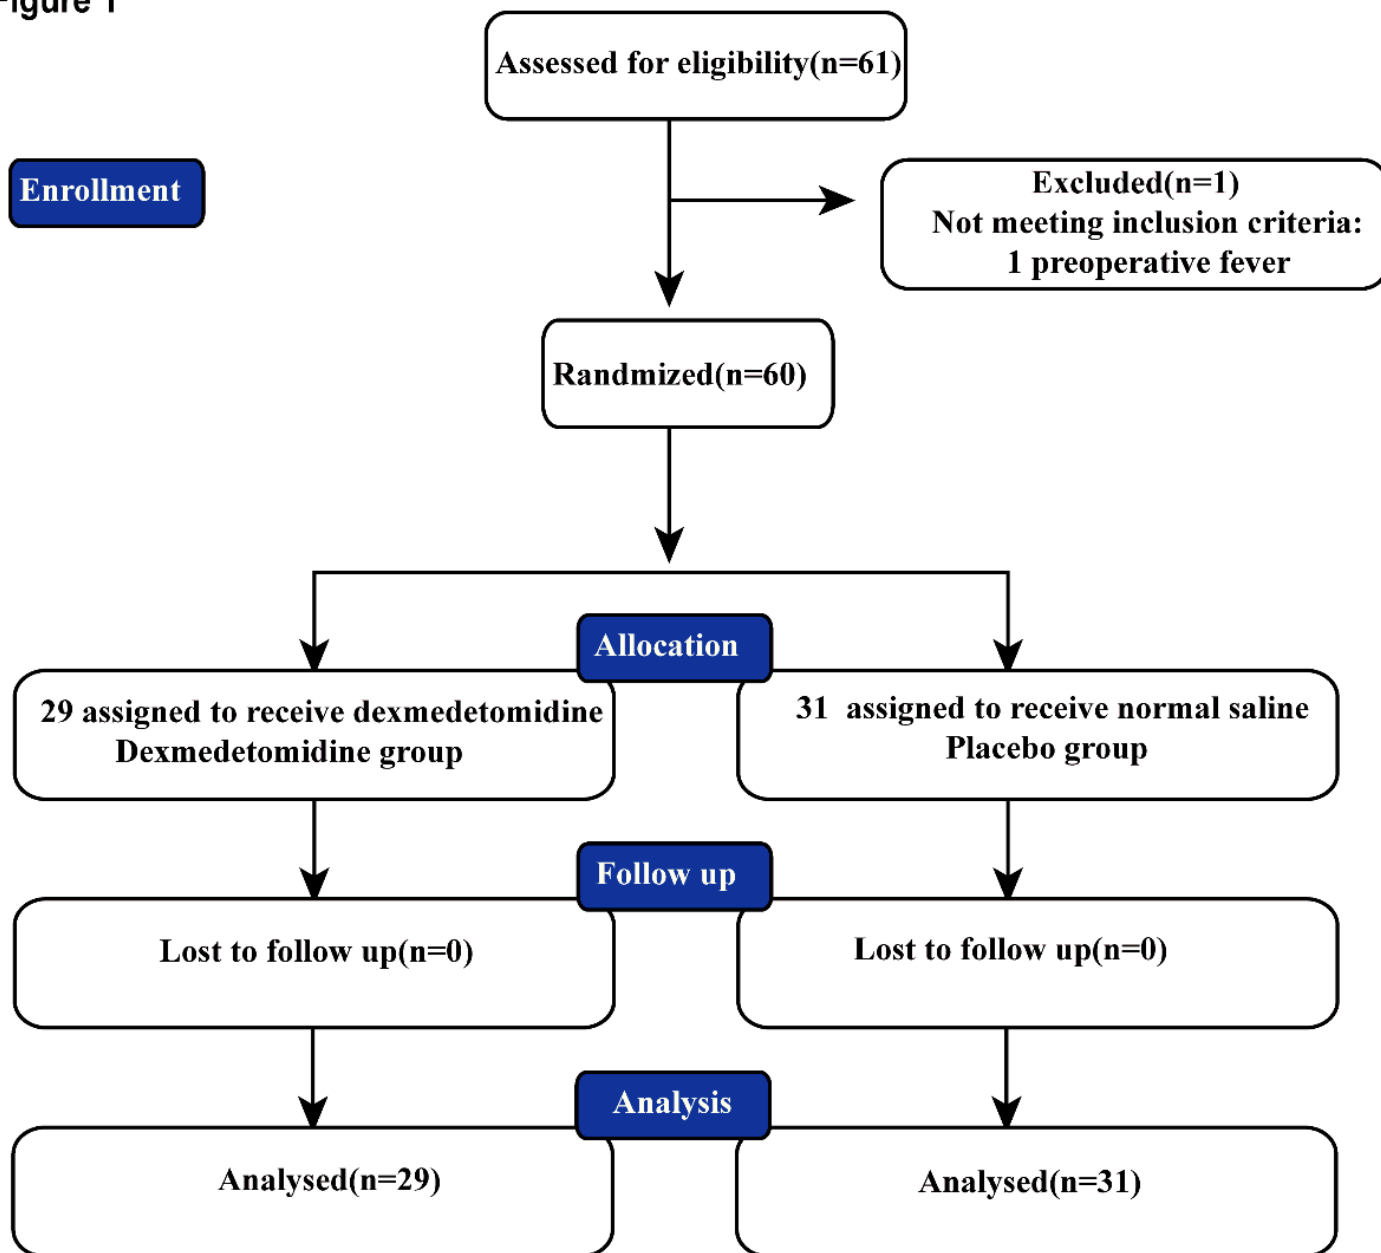 Figure 1
Assessed for eligibility(n=61)
Enrollment
Excluded(n=1)
Not meeting inclusion criteria:
1 preoperative fever
Randmized(n=60)
Allocation
29 assigned to receive dexmedetomidine
Dexmedetomidine group
31 assigned to receive normal saline
Placebo group
Follow up
Lost to follow up(n=0)
Lost to follow up(n=0)
Analysis
Analysed(n=29)
Analysed(n=31)